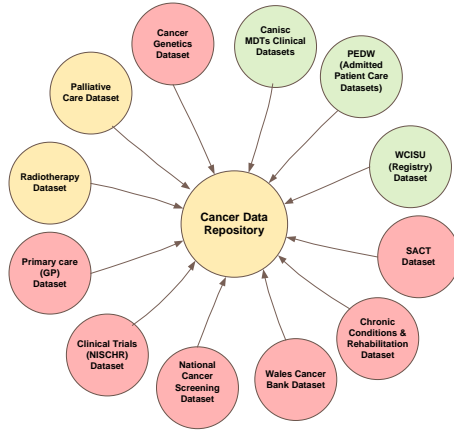 Cancer
Genetics
Dataset
Canisc
MDTs Clinical
Datasets
PEDW
(Admitted
Patient Care
Datasets)
Palliative
Care Dataset
WCISU
(Registry)
Dataset
Radiotherapy
Dataset
Cancer Data
Repository
SACT
Dataset
Primary care
(GP)
Dataset
Chronic
Conditions &
Rehabilitation
Dataset
Clinical Trials
(NISCHR)
Dataset
National
Cancer
Screening
Dataset
Wales Cancer
Bank Dataset